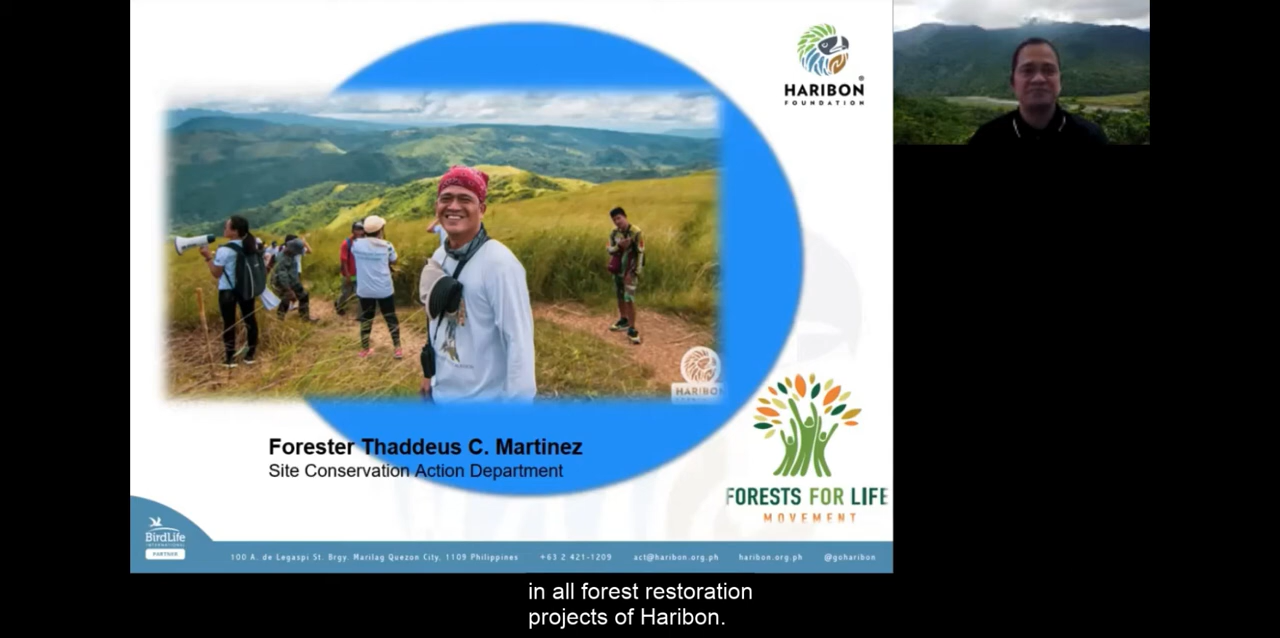 HARIBON
FOUNDATION
HARIBON
Forester Thaddeus C. Martinez
Site Conservation Action Department
FORESTS FOR LIFE
MOVEMENT
BirdLife
INTERNATIONAL
PARTNER
100 A. de Legaspi St. Brgy. Marilag Quezon City, 1109 Philippines
+63 2 421-1209
act@haribon.org.ph
haribon.org.ph
@goharibon
in all forest restoration
projects of Haribon.